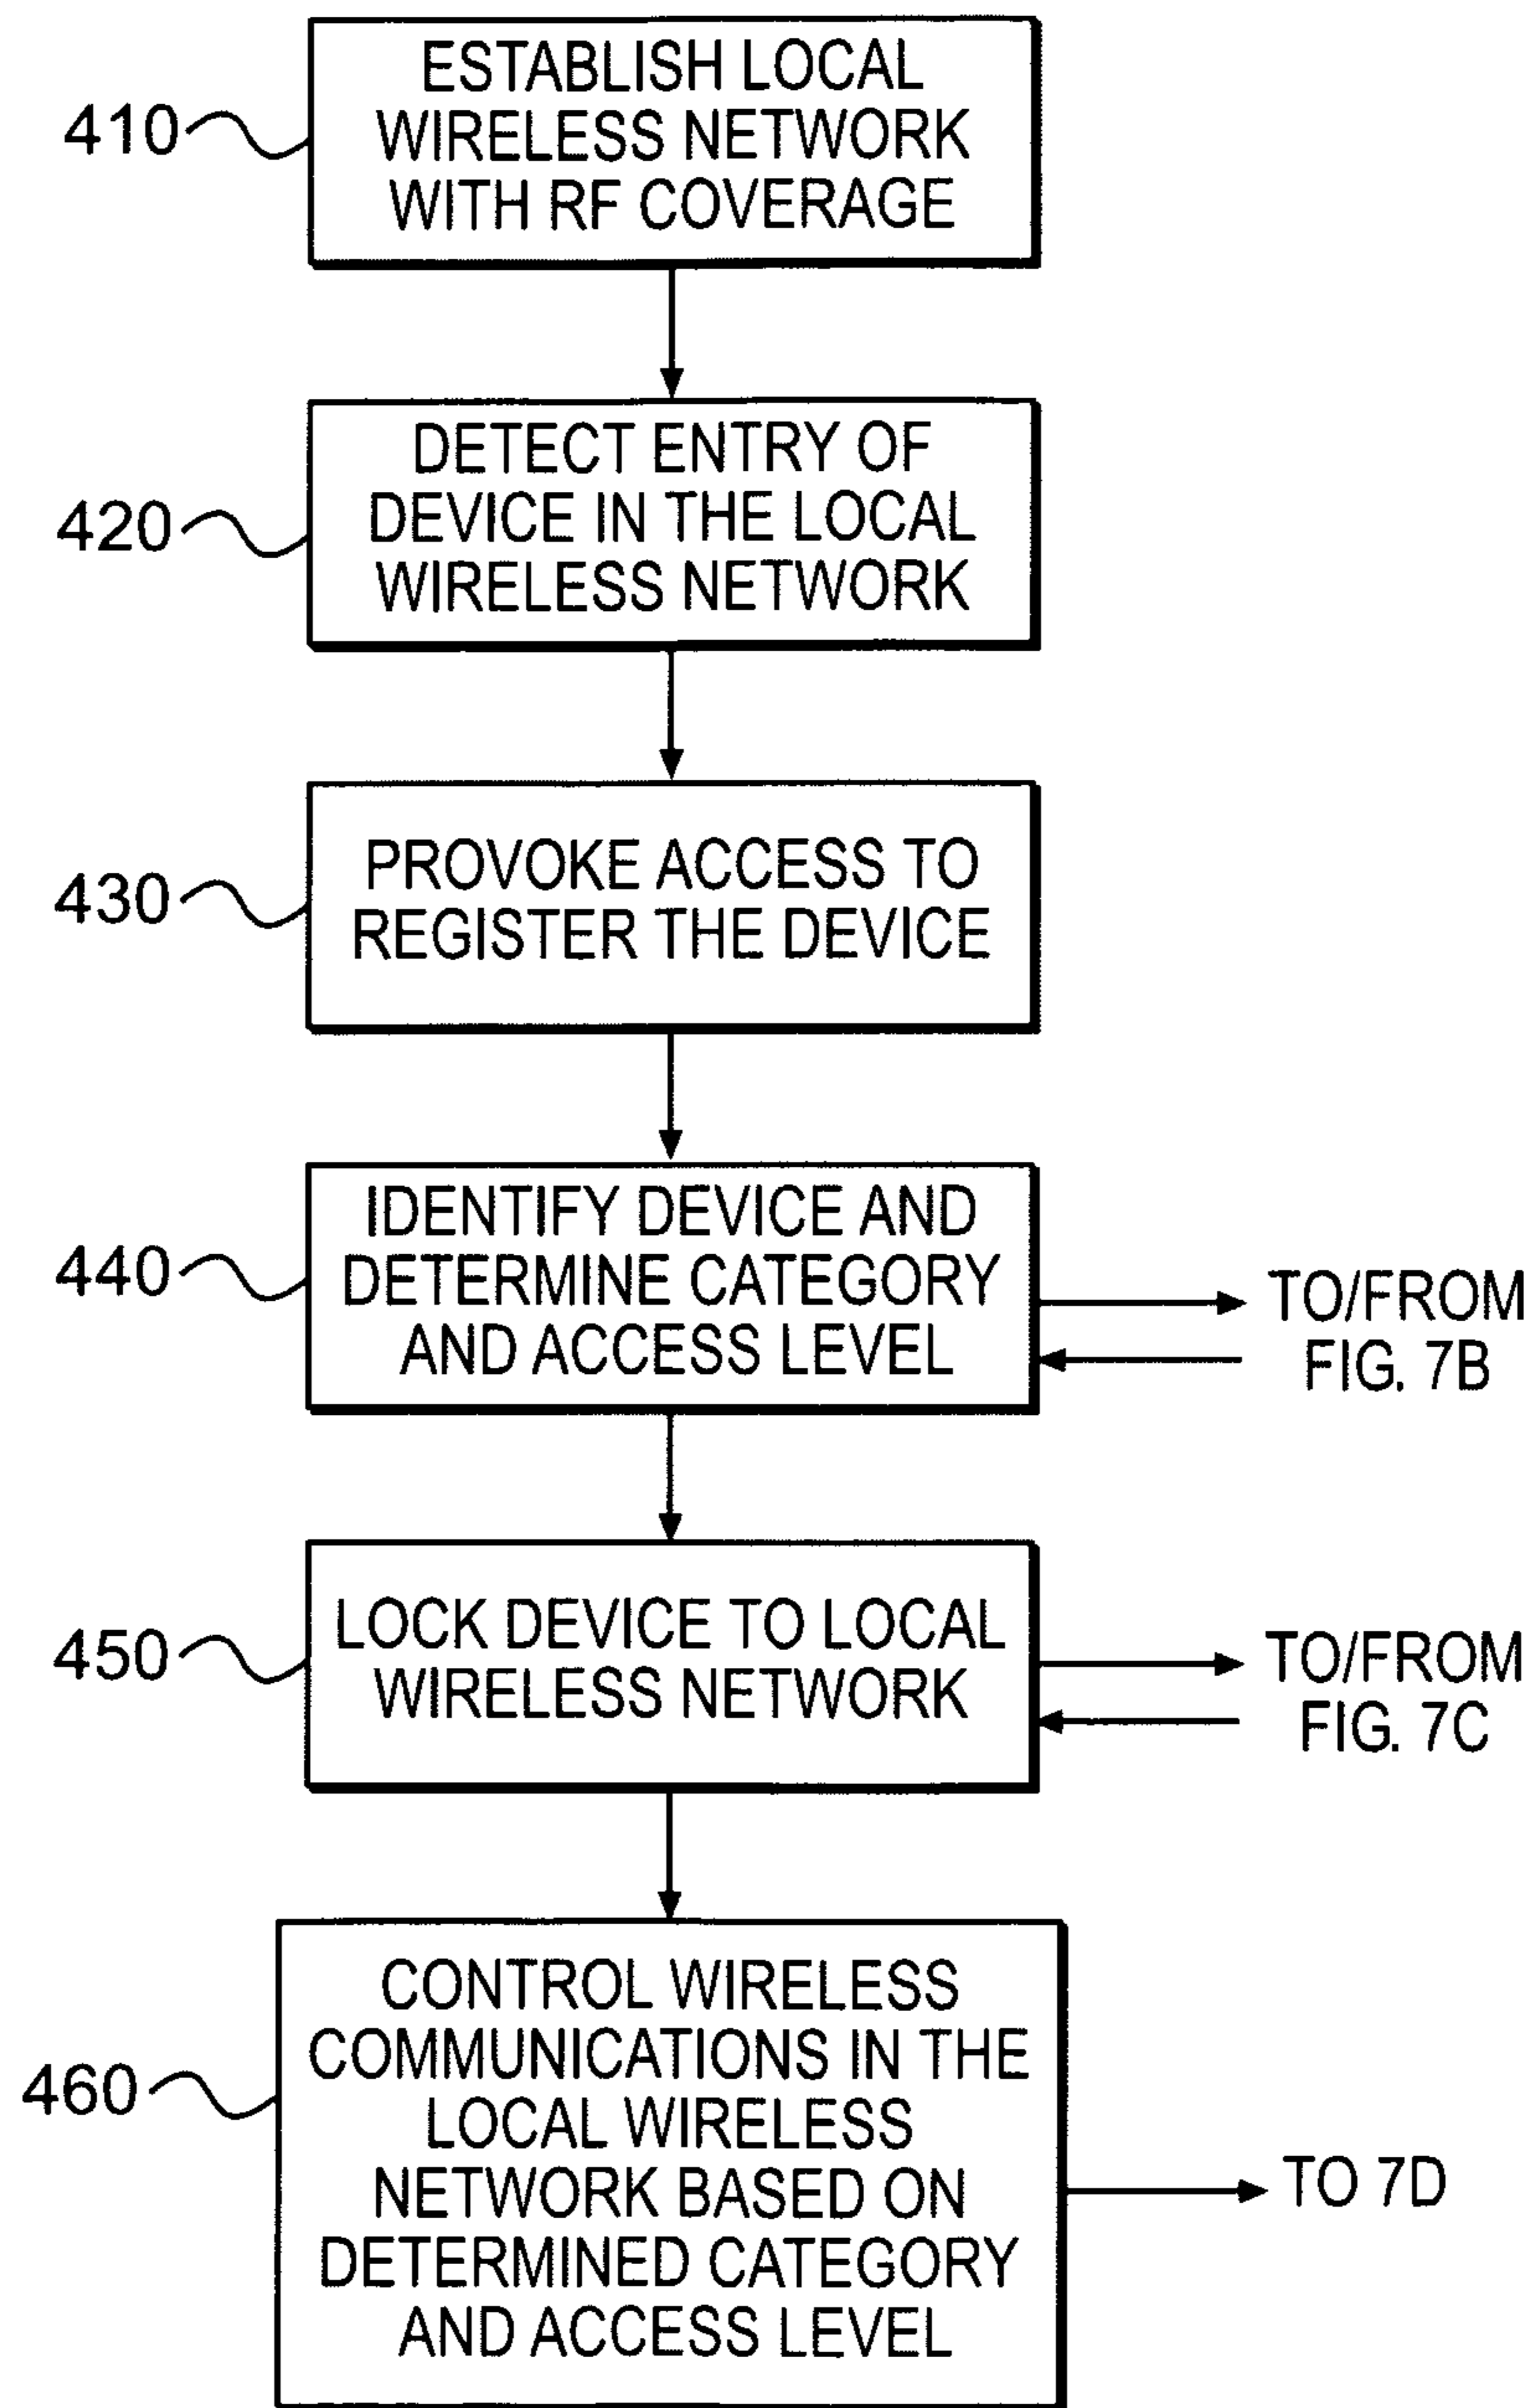 410
ESTABLISH LOCAL
WIRELESS NETWORK
WITH RF COVERAGE
420
DETECT ENTRY OF
DEVICE IN THE LOCAL
WIRELESS NETWORK
430
PROVOKE ACCESS TO
REGISTER THE DEVICE
440
IDENTIFY DEVICE AND
DETERMINE CATEGORY
AND ACCESS LEVEL
TO/FROM
FIG. 7B
450
LOCK DEVICE TO LOCAL
WIRELESS NETWORK
TO/FROM
FIG. 7C
460
CONTROL WIRELESS
COMMUNICATIONS IN THE
LOCAL WIRELESS
NETWORK BASED ON
DETERMINED CATEGORY
AND ACCESS LEVEL
TO 7D